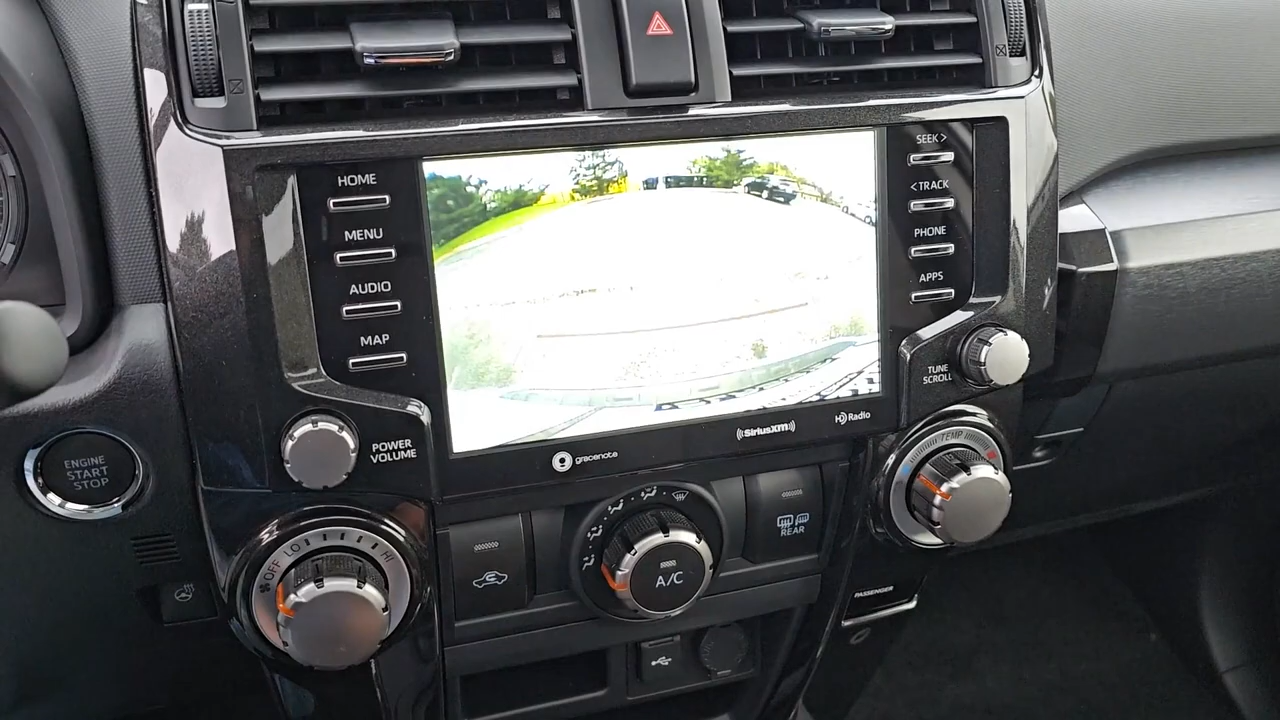 HOME
MENU
AUDIO
MAP
POWER
VOLUME
SEEK >
< TRACK
PHONE
APPS
TUNE
SCROLL
gracenote
SiriusXM
HD Radio
ENGINE
START
STOP
OFF
LO
HI
A/C
REAR
TEMP
PASSENGER